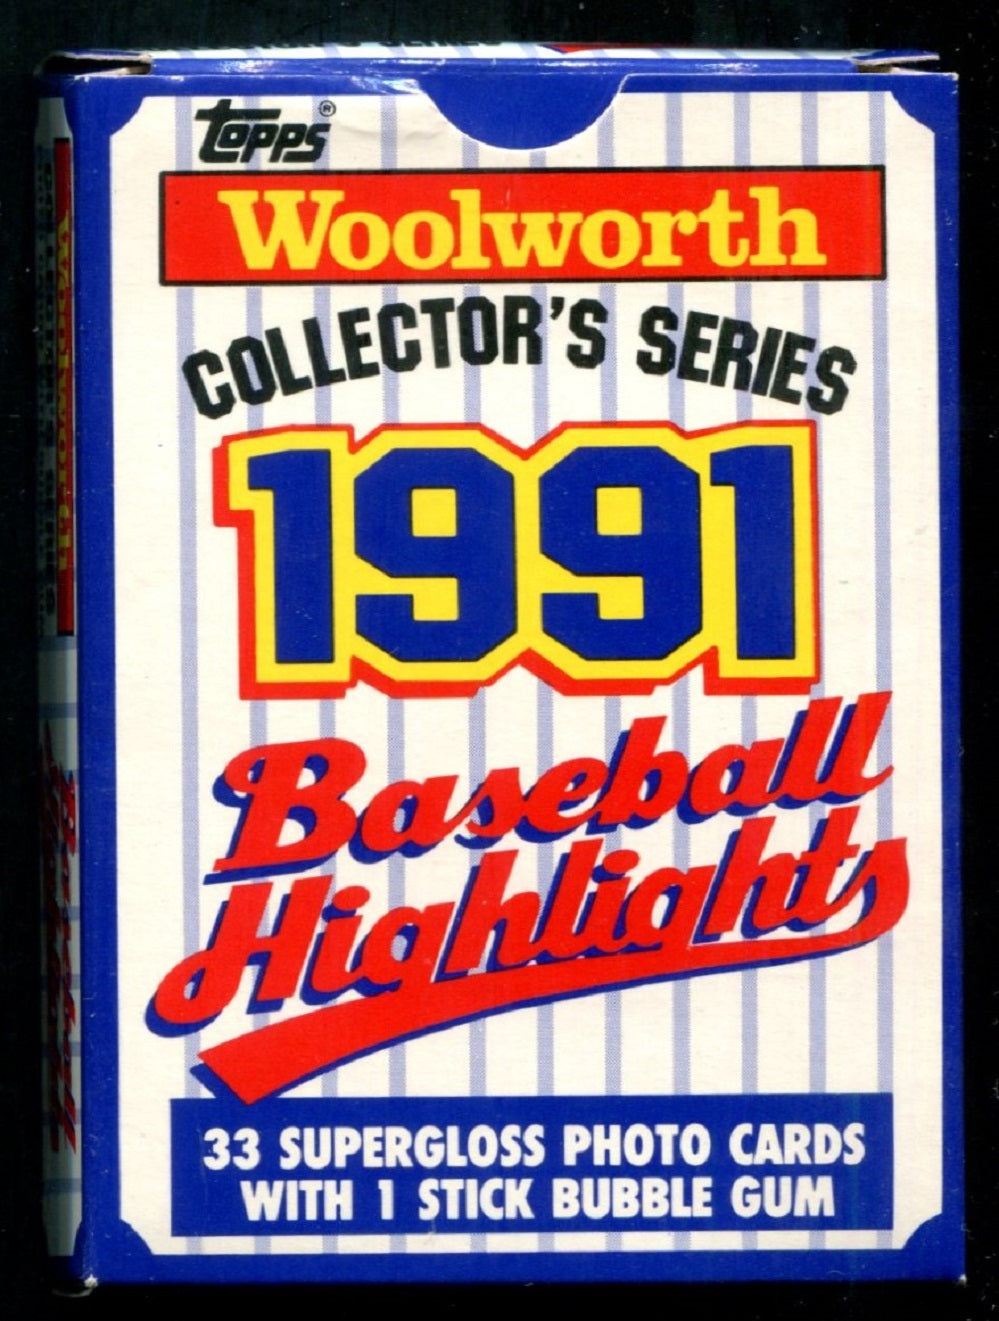 Topps®
Woolworth
COLLECTOR'S SERIES
1991
Baseball
Highlights
33 SUPERGLOSS PHOTO CARDS
WITH 1 STICK BUBBLE GUM